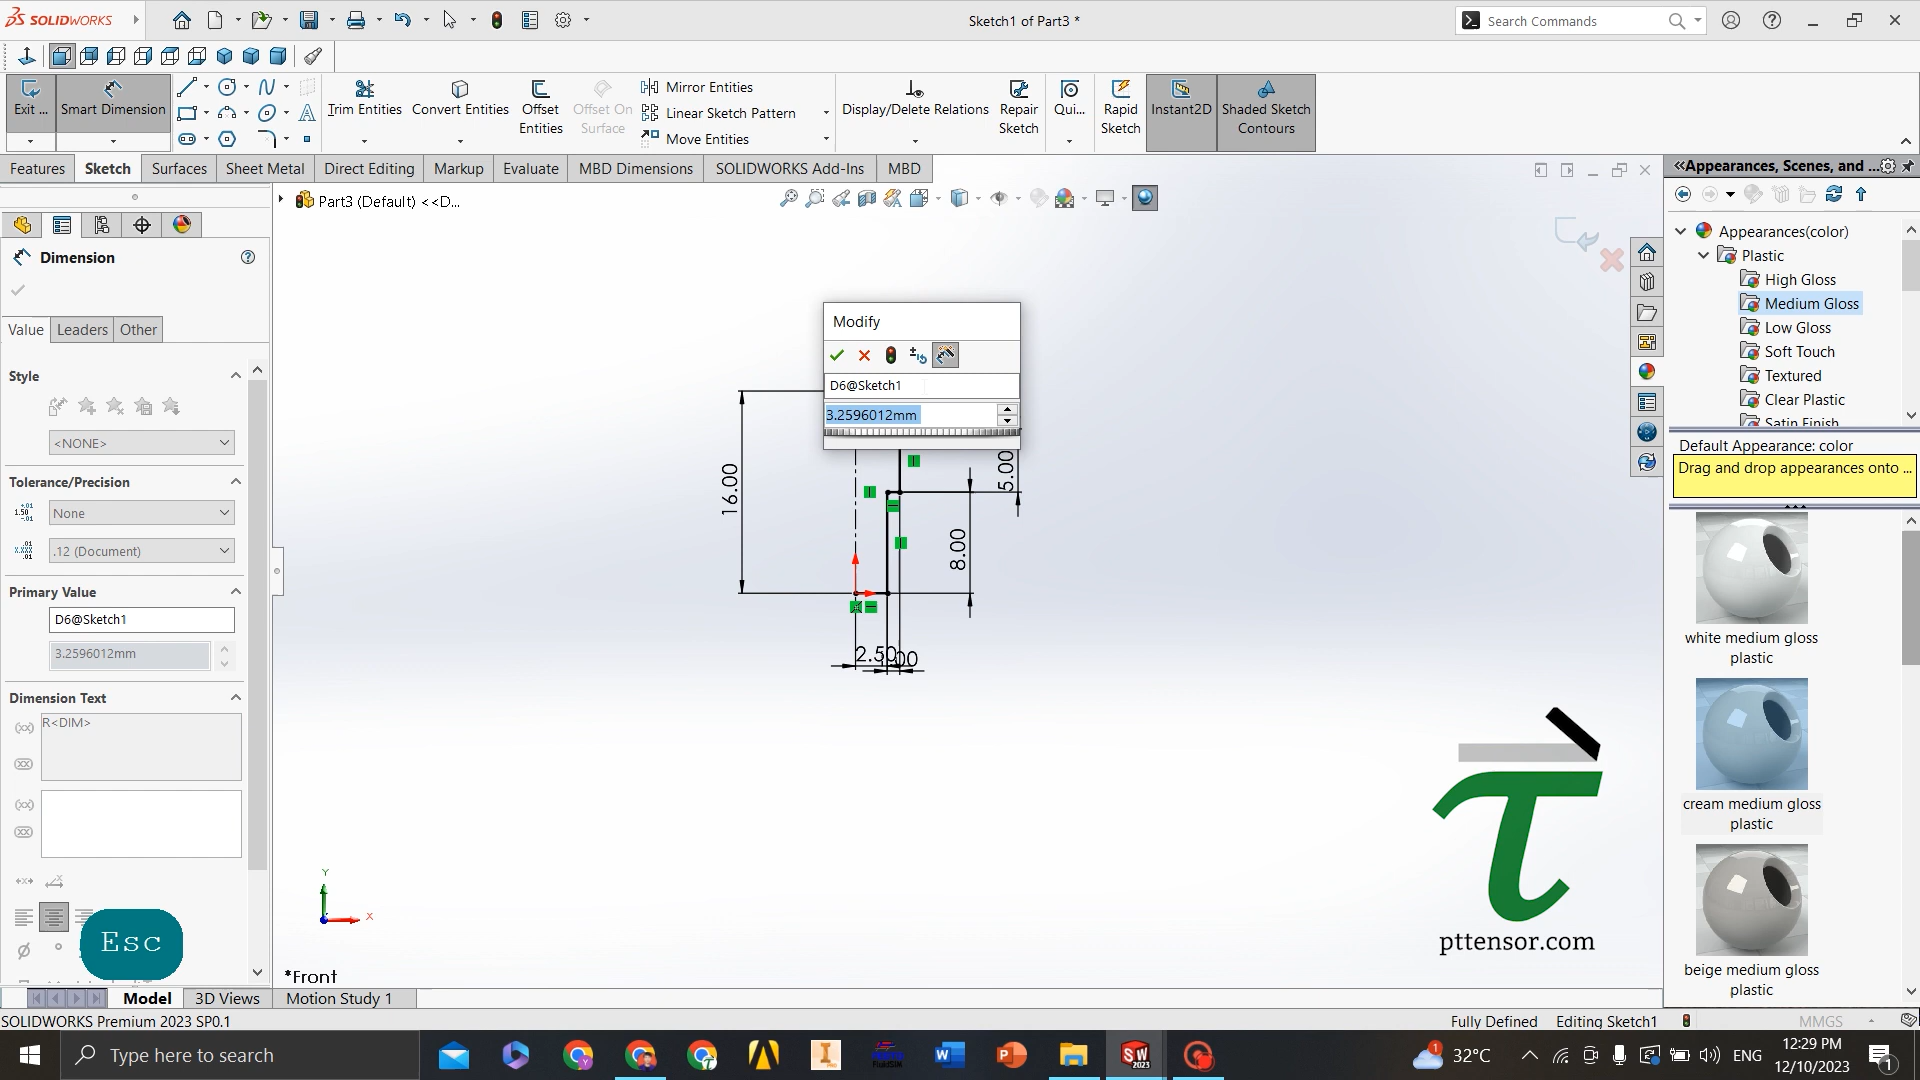 SOLIDWORKS
Sketch1 of Part3 *
Search Commands
Exit ...
Smart Dimension
Trim Entities
Convert Entities
Offset Entities
Offset On Surface
Mirror Entities
Linear Sketch Pattern
Move Entities
Display/Delete Relations
Repair Sketch
Qui...
Rapid Sketch
Instant2D
Shaded Sketch Contours
Features
Sketch
Surfaces
Sheet Metal
Direct Editing
Markup
Evaluate
MBD Dimensions
SOLIDWORKS Add-Ins
MBD
Part3 (Default) <<D...
Dimension
Value
Leaders
Other
Style
<NONE>
Tolerance/Precision
None
.12 (Document)
Primary Value
D6@Sketch1
3.2596012mm
Dimension Text
R<DIM>
Esc
Modify
D6@Sketch1
3.2596012mm
16.00
5.00
8.00
2.50
Y
X
*Front
pttensor.com
«Appearances, Scenes, and ...
Appearances(color)
Plastic
High Gloss
Medium Gloss
Low Gloss
Soft Touch
Textured
Clear Plastic
Satin Finish
Default Appearance: color
Drag and drop appearances onto ...
white medium gloss
plastic
cream medium gloss
plastic
beige medium gloss
plastic
Model
3D Views
Motion Study 1
SOLIDWORKS Premium 2023 SP0.1
Fully Defined
Editing Sketch1
MMGS
Type here to search
32°C
ENG
12:29 PM
12/10/2023